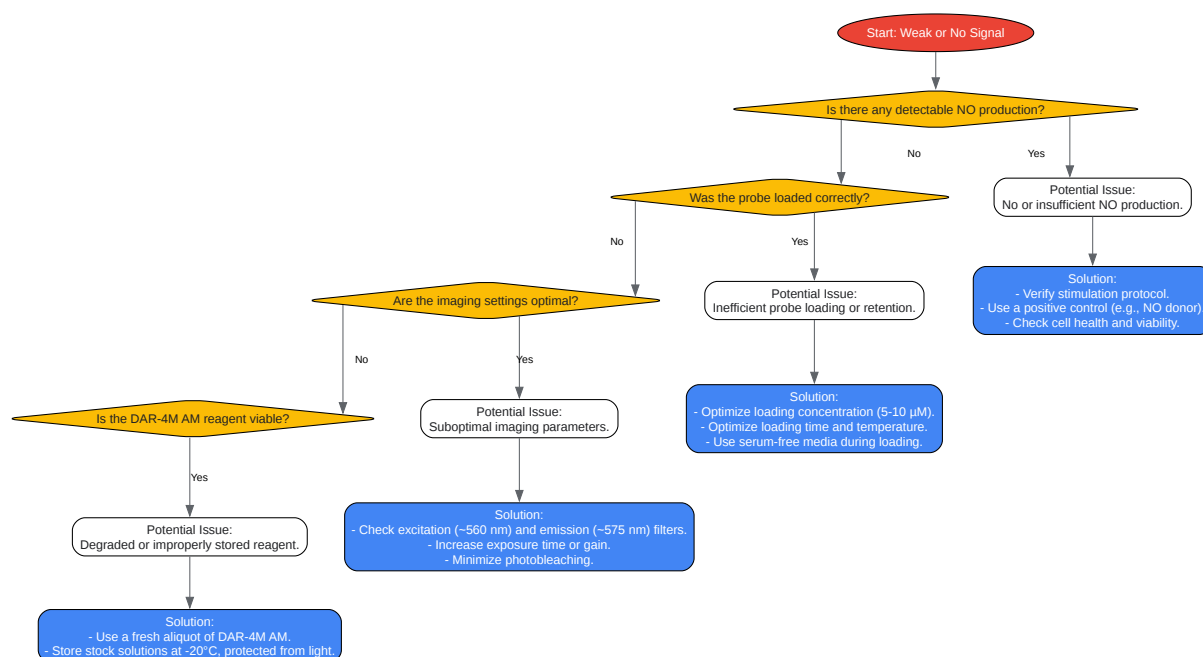 Start: Weak or No Signal
Is there any detectable NO production?
No
Yes
Was the probe loaded correctly?
Potential Issue:
No or insufficient NO production.
No
Yes
Solution:
- Verify stimulation protocol.
- Use a positive control (e.g., NO donor)
- Check cell health and viability.
Are the imaging settings optimal?
Potential Issue:
Inefficient probe loading or retention.
No
Yes
Solution:
- Optimize loading concentration (5-10 µM).
- Optimize loading time and temperature.
- Use serum-free media during loading.
Is the DAR-4M AM reagent viable?
Potential Issue:
Suboptimal imaging parameters.
Yes
Solution:
- Check excitation (~560 nm) and emission (~575 nm) filters.
- Increase exposure time or gain.
- Minimize photobleaching.
Potential Issue:
Degraded or improperly stored reagent.
Solution:
- Use a fresh aliquot of DAR-4M AM.
- Store stock solutions at -20°C, protected from light.